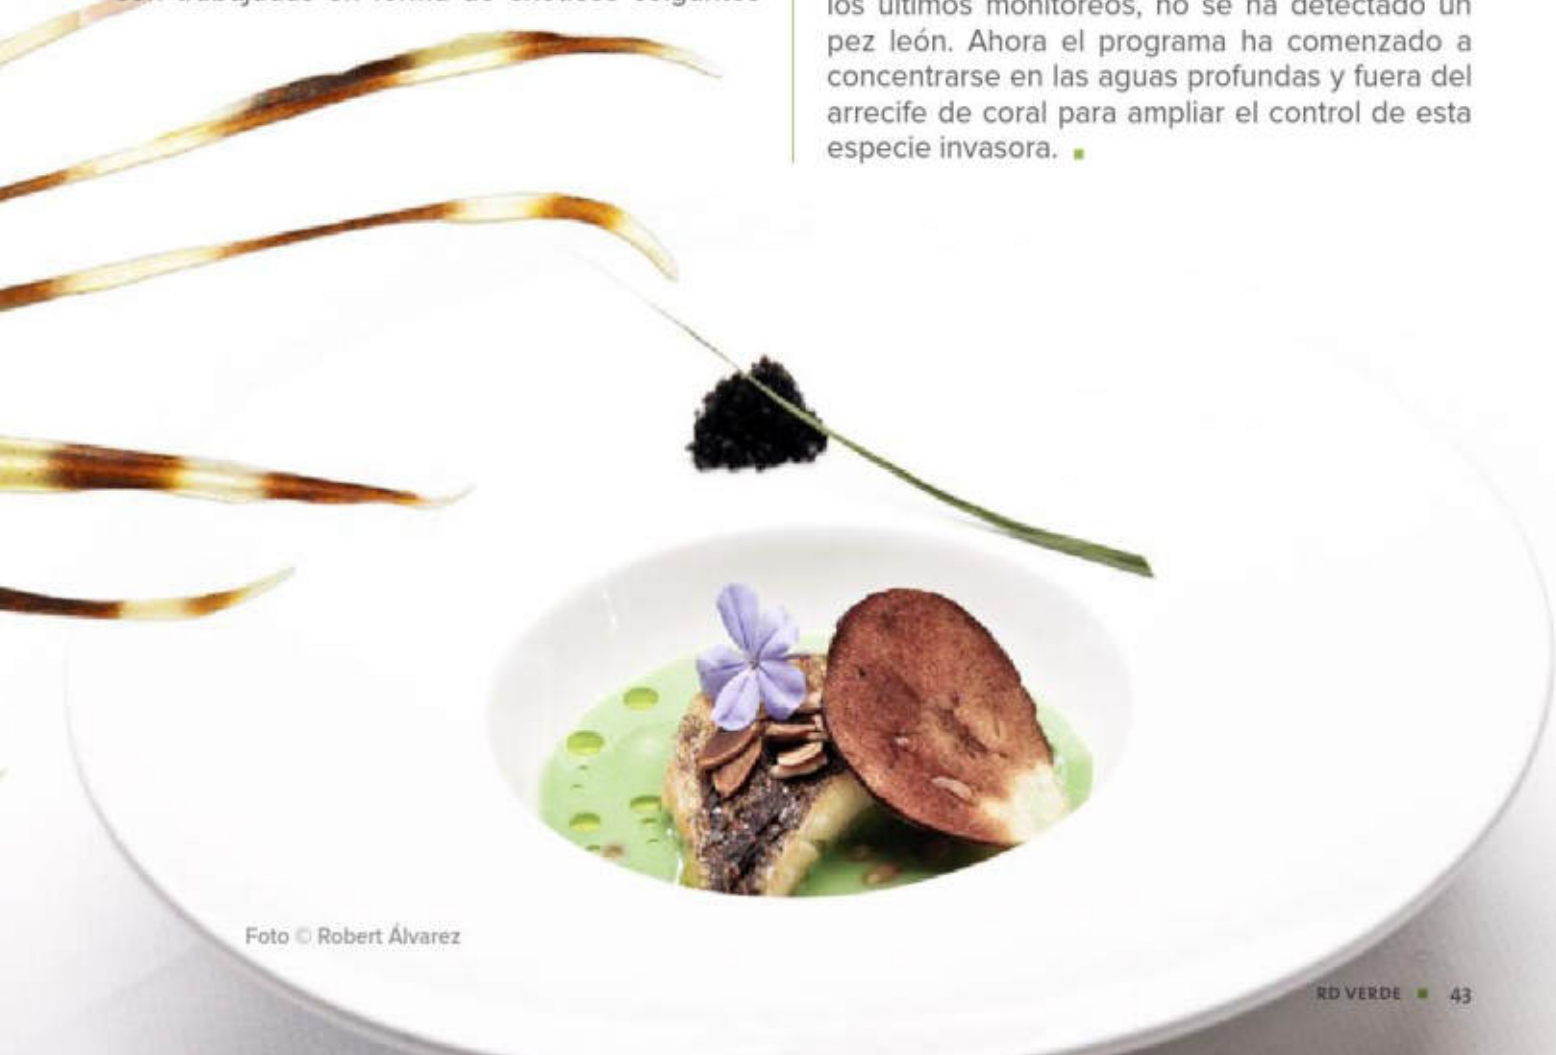 los últimos monitoreos, no se ha detectado un
pez león. Ahora el programa ha comenzado a
concentrarse en las aguas profundas y fuera del
arrecife de coral para ampliar el control de esta
especie invasora.
Foto © Robert Álvarez
RD VERDE 43